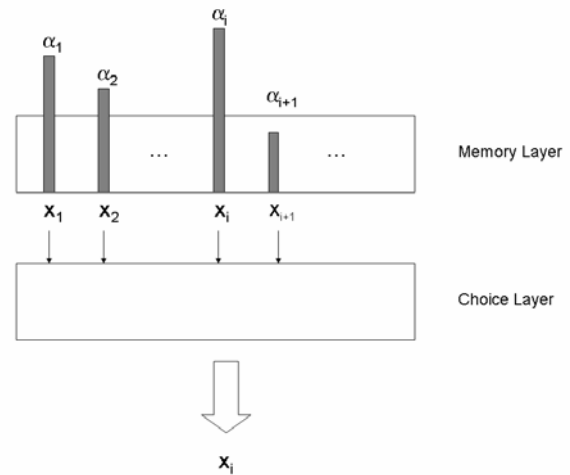 α₁ α₂ αᵢ αᵢ₊₁
... ... Memory Layer
x₁ x₂ xᵢ xᵢ₊₁
Choice Layer
xᵢ